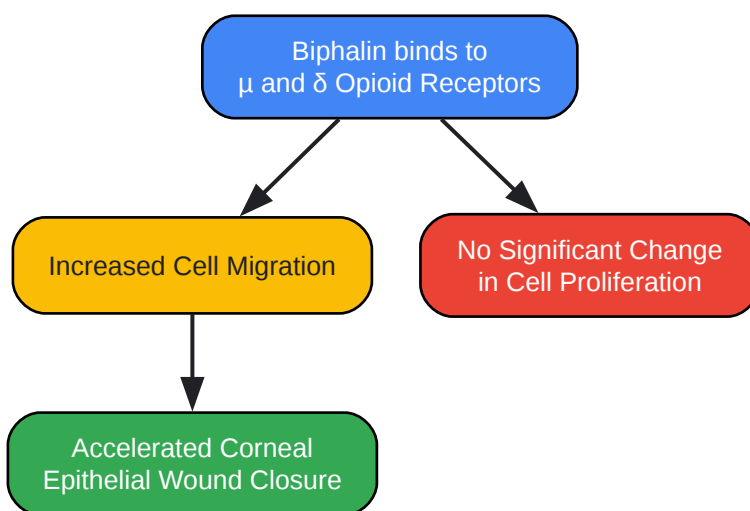 Biphalin binds to
μ and δ Opioid Receptors
Increased Cell Migration
No Significant Change
in Cell Proliferation
Accelerated Corneal
Epithelial Wound Closure